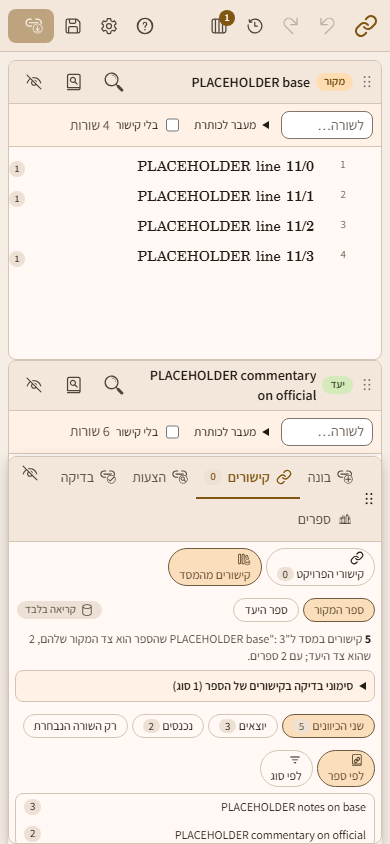 1
מקור PLACEHOLDER base
לשורה... מעבר לכותרת בלי קישור 4 שורות
1 PLACEHOLDER line 11/0 1
2 PLACEHOLDER line 11/1 1
3 PLACEHOLDER line 11/2
4 PLACEHOLDER line 11/3 1
יעד PLACEHOLDER commentary
on official
לשורה... מעבר לכותרת בלי קישור 6 שורות
בונה קישורים 0 הצעות בדיקה
ספרים
קישורי הפרויקט 0 קישורים מהמסד
ספר המקור ספר היעד קריאה בלבד
5 קישורים במסד ל"PLACEHOLDER base": 3 שהספר הוא צד המקור שלהם, 2
שהוא צד היעד; עם 2 ספרים.
סימוני בדיקה בקישורים של הספר (1 סוג)
שני הכיוונים 5 יוצאים 3 נכנסים 2 רק השורה הנבחרת
לפי ספר לפי סוג
PLACEHOLDER notes on base 3
PLACEHOLDER commentary on official 2